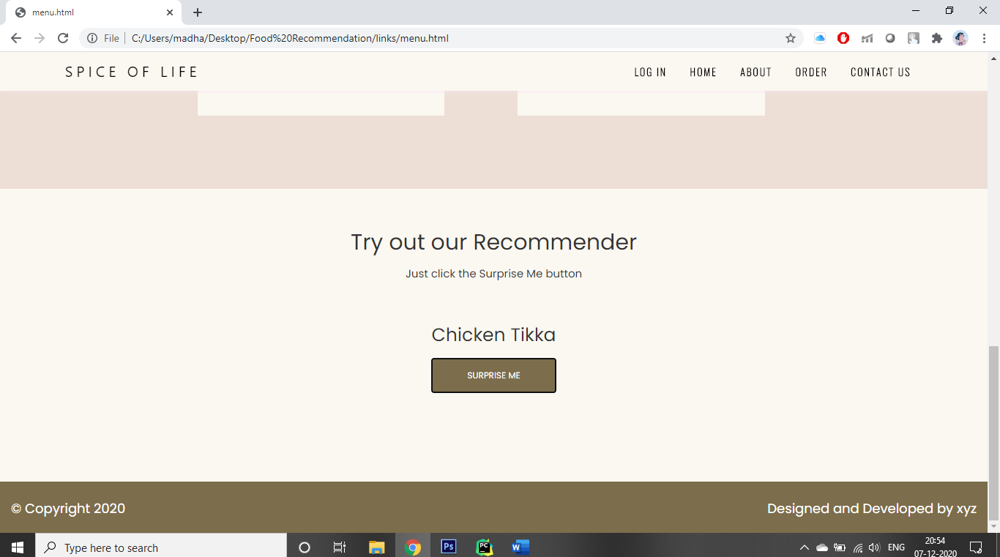 menu.html
File C:/Users/madha/Desktop/Food%20Recommendation/links/menu.html
SPICE OF LIFE LOG IN HOME ABOUT ORDER CONTACT US
Try out our Recommender
Just click the Surprise Me button
Chicken Tikka
SURPRISE ME
© Copyright 2020 Designed and Developed by xyz
Type here to search Ps PC W ENG 20:54
07-12-2020